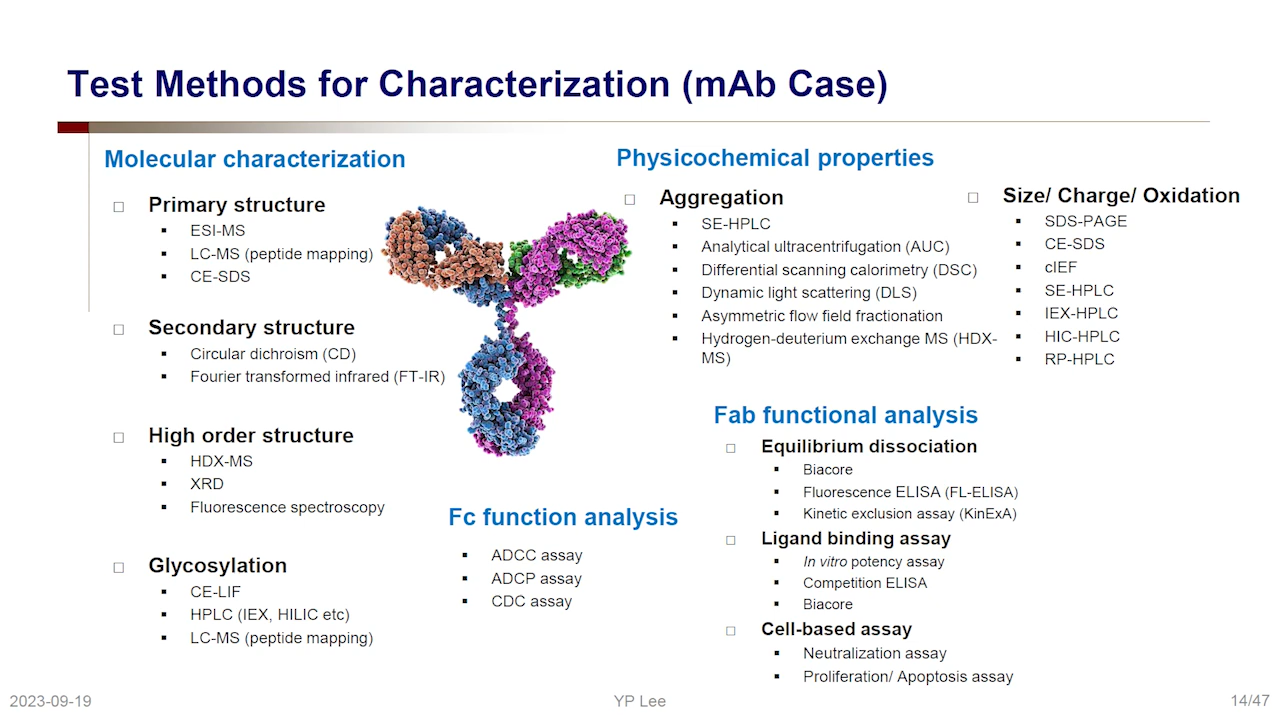 Test Methods for Characterization (mAb Case)
Molecular characterization
Primary structure
ESI-MS
LC-MS (peptide mapping)
CE-SDS
Secondary structure
Circular dichroism (CD)
Fourier transformed infrared (FT-IR)
High order structure
HDX-MS
XRD
Fluorescence spectroscopy
Glycosylation
CE-LIF
HPLC (IEX, HILIC etc)
LC-MS (peptide mapping)
Fc function analysis
ADCC assay
ADCP assay
CDC assay
Physicochemical properties
Aggregation
SE-HPLC
Analytical ultracentrifugation (AUC)
Differential scanning calorimetry (DSC)
Dynamic light scattering (DLS)
Asymmetric flow field fractionation
Hydrogen-deuterium exchange MS (HDX-
MS)
Size/ Charge/ Oxidation
SDS-PAGE
CE-SDS
cIEF
SE-HPLC
IEX-HPLC
HIC-HPLC
RP-HPLC
Fab functional analysis
Equilibrium dissociation
Biacore
Fluorescence ELISA (FL-ELISA)
Kinetic exclusion assay (KinExA)
Ligand binding assay
In vitro potency assay
Competition ELISA
Biacore
Cell-based assay
Neutralization assay
Proliferation/ Apoptosis assay
2023-09-19
YP Lee
14/47